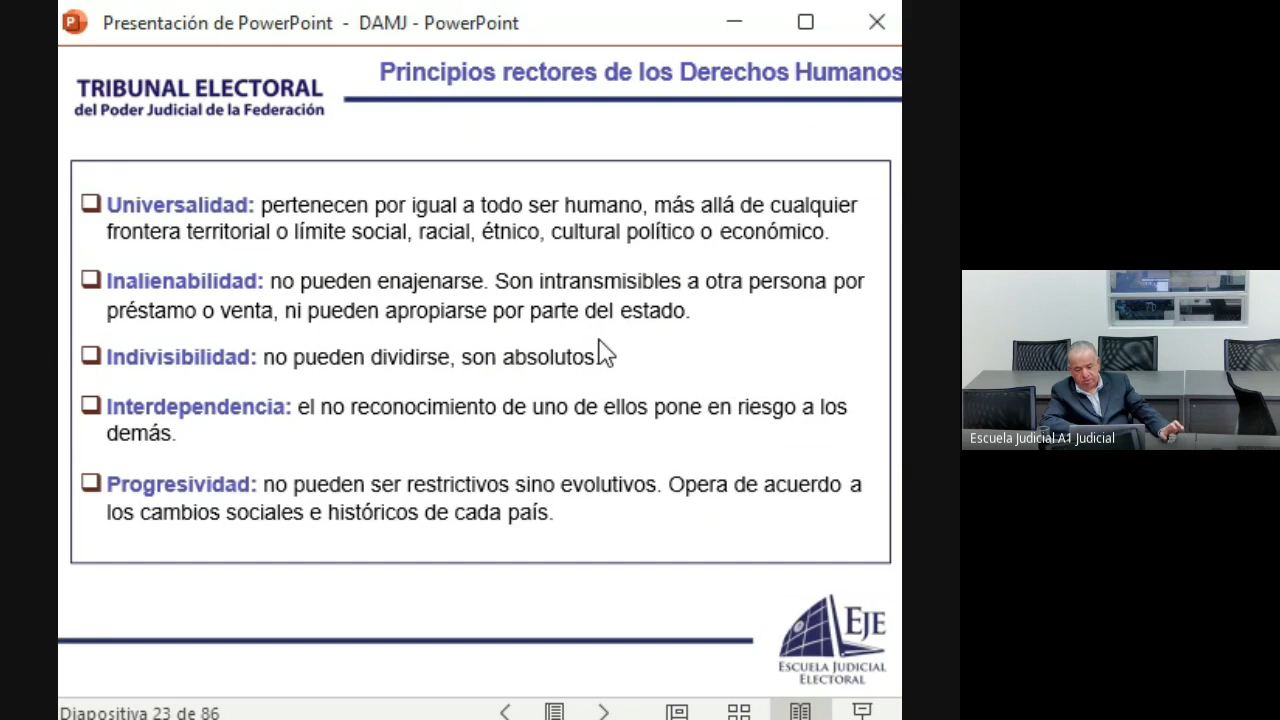 Presentación de PowerPoint - DAMJ - PowerPoint
Principios rectores de los Derechos Humanos
TRIBUNAL ELECTORAL
del Poder Judicial de la Federación
Universalidad: pertenecen por igual a todo ser humano, más allá de cualquier
frontera territorial o límite social, racial, étnico, cultural político o económico.
Inalienabilidad: no pueden enajenarse. Son intransmisibles a otra persona por
préstamo o venta, ni pueden apropiarse por parte del estado.
Indivisibilidad: no pueden dividirse, son absolutos.
Interdependencia: el no reconocimiento de uno de ellos pone en riesgo a los
demás.
Progresividad: no pueden ser restrictivos sino evolutivos. Opera de acuerdo a
los cambios sociales e históricos de cada país.
EJE
ESCUELA JUDICIAL
ELECTORAL
Diapositiva 23 de 86
Escuela Judicial A1 Judicial